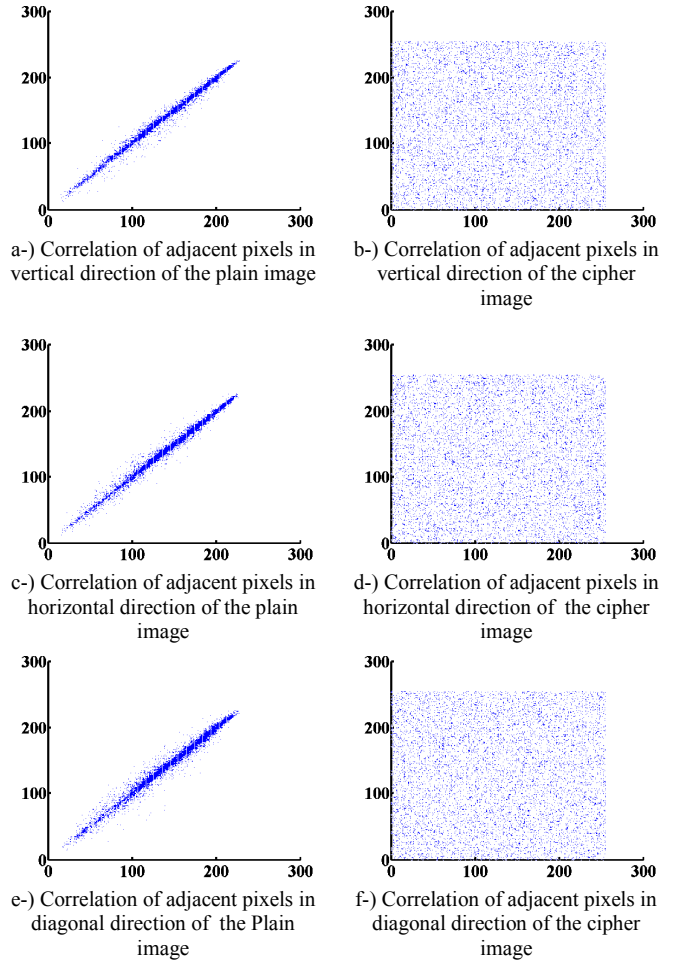 300
200
100
0
0 100 200 300
300
200
100
0
0 100 200 300
a-) Correlation of adjacent pixels in
vertical direction of the plain image
b-) Correlation of adjacent pixels in
vertical direction of the cipher
image
300
200
100
0
0 100 200 300
300
200
100
0
0 100 200 300
c-) Correlation of adjacent pixels in
horizontal direction of the plain
image
d-) Correlation of adjacent pixels in
horizontal direction of the cipher
image
300
200
100
0
0 100 200 300
300
200
100
0
0 100 200 300
e-) Correlation of adjacent pixels in
diagonal direction of the Plain
image
f-) Correlation of adjacent pixels in
diagonal direction of the cipher
image